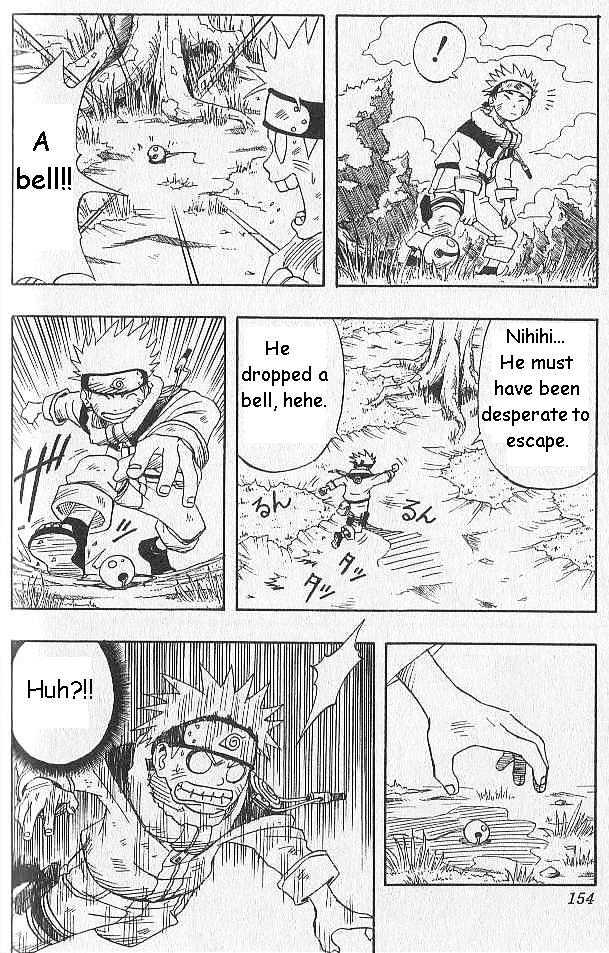 !
A
bell!!
Nihihi...
He must
have been
desperate to
escape.
He
dropped a
bell, hehe.
るん
るん
タッ
タッ
ッ
Huh?!!
154